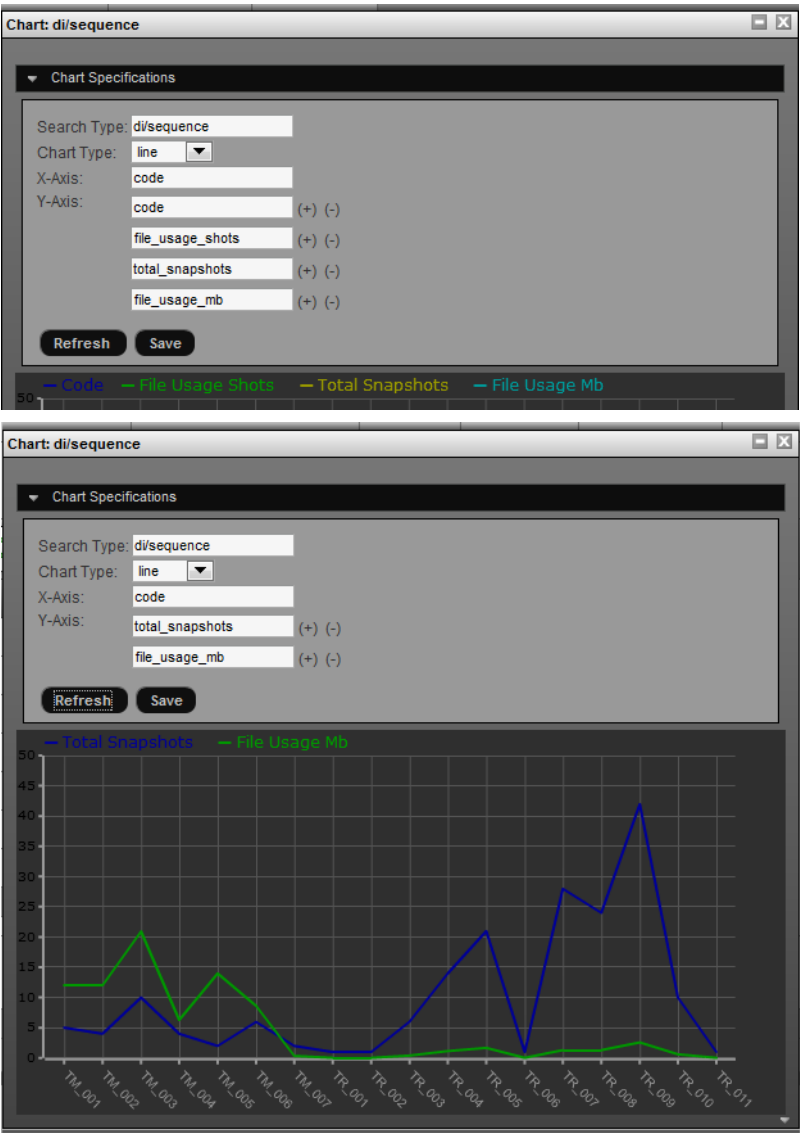 Chart: di/sequence
Chart Specifications
Search Type: di/sequence
Chart Type: line
X-Axis: code
Y-Axis: code (+) (-)
file_usage_shots (+) (-)
total_snapshots (+) (-)
file_usage_mb (+) (-)
Refresh Save
Code File Usage Shots Total Snapshots File Usage Mb
50
Chart: di/sequence
Chart Specifications
Search Type: di/sequence
Chart Type: line
X-Axis: code
Y-Axis: total_snapshots (+) (-)
file_usage_mb (+) (-)
Refresh Save
Total Snapshots File Usage Mb
50
45
40
35
30
25
20
15
10
5
0
TM_001 TM_002 TM_003 TM_004 TM_005 TM_006 TM_007 TR_001 TR_002 TR_003 TR_004 TR_005 TR_006 TR_007 TR_008 TR_009 TR_010 TR_011